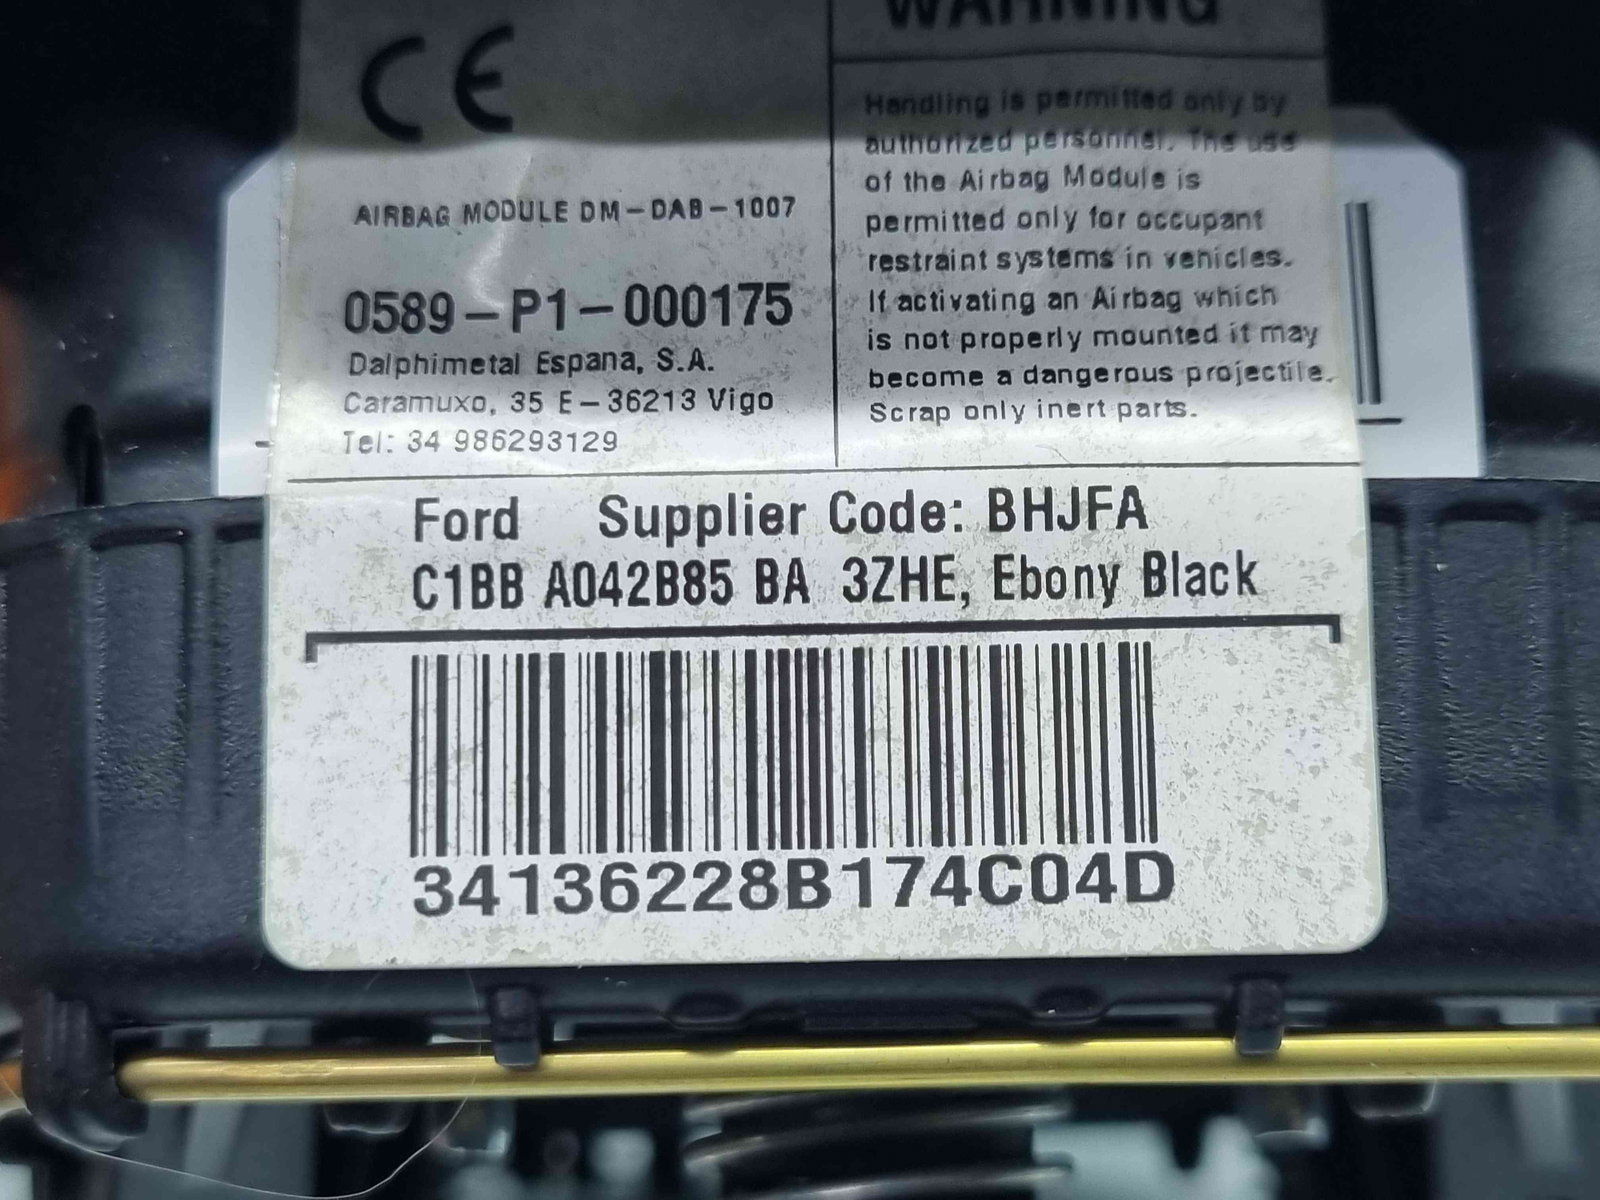 CE
AIRBAG MODULE DM-DAB-1007
0589-P1-000175
Dalphimetal Espana, S.A.
Caramuxo, 35 E-36213 Vigo
Tel: 34 986293129
WARNING
Handling is permitted only by
authorized personnel. The use
of the Airbag Module is
permitted only for occupant
restraint systems in vehicles.
If activating an Airbag which
is not properly mounted it may
become a dangerous projectile.
Scrap only inert parts.
Ford Supplier Code: BHJFA
C1BB A042B85 BA 3ZHE, Ebony Black
34136228B174C04D